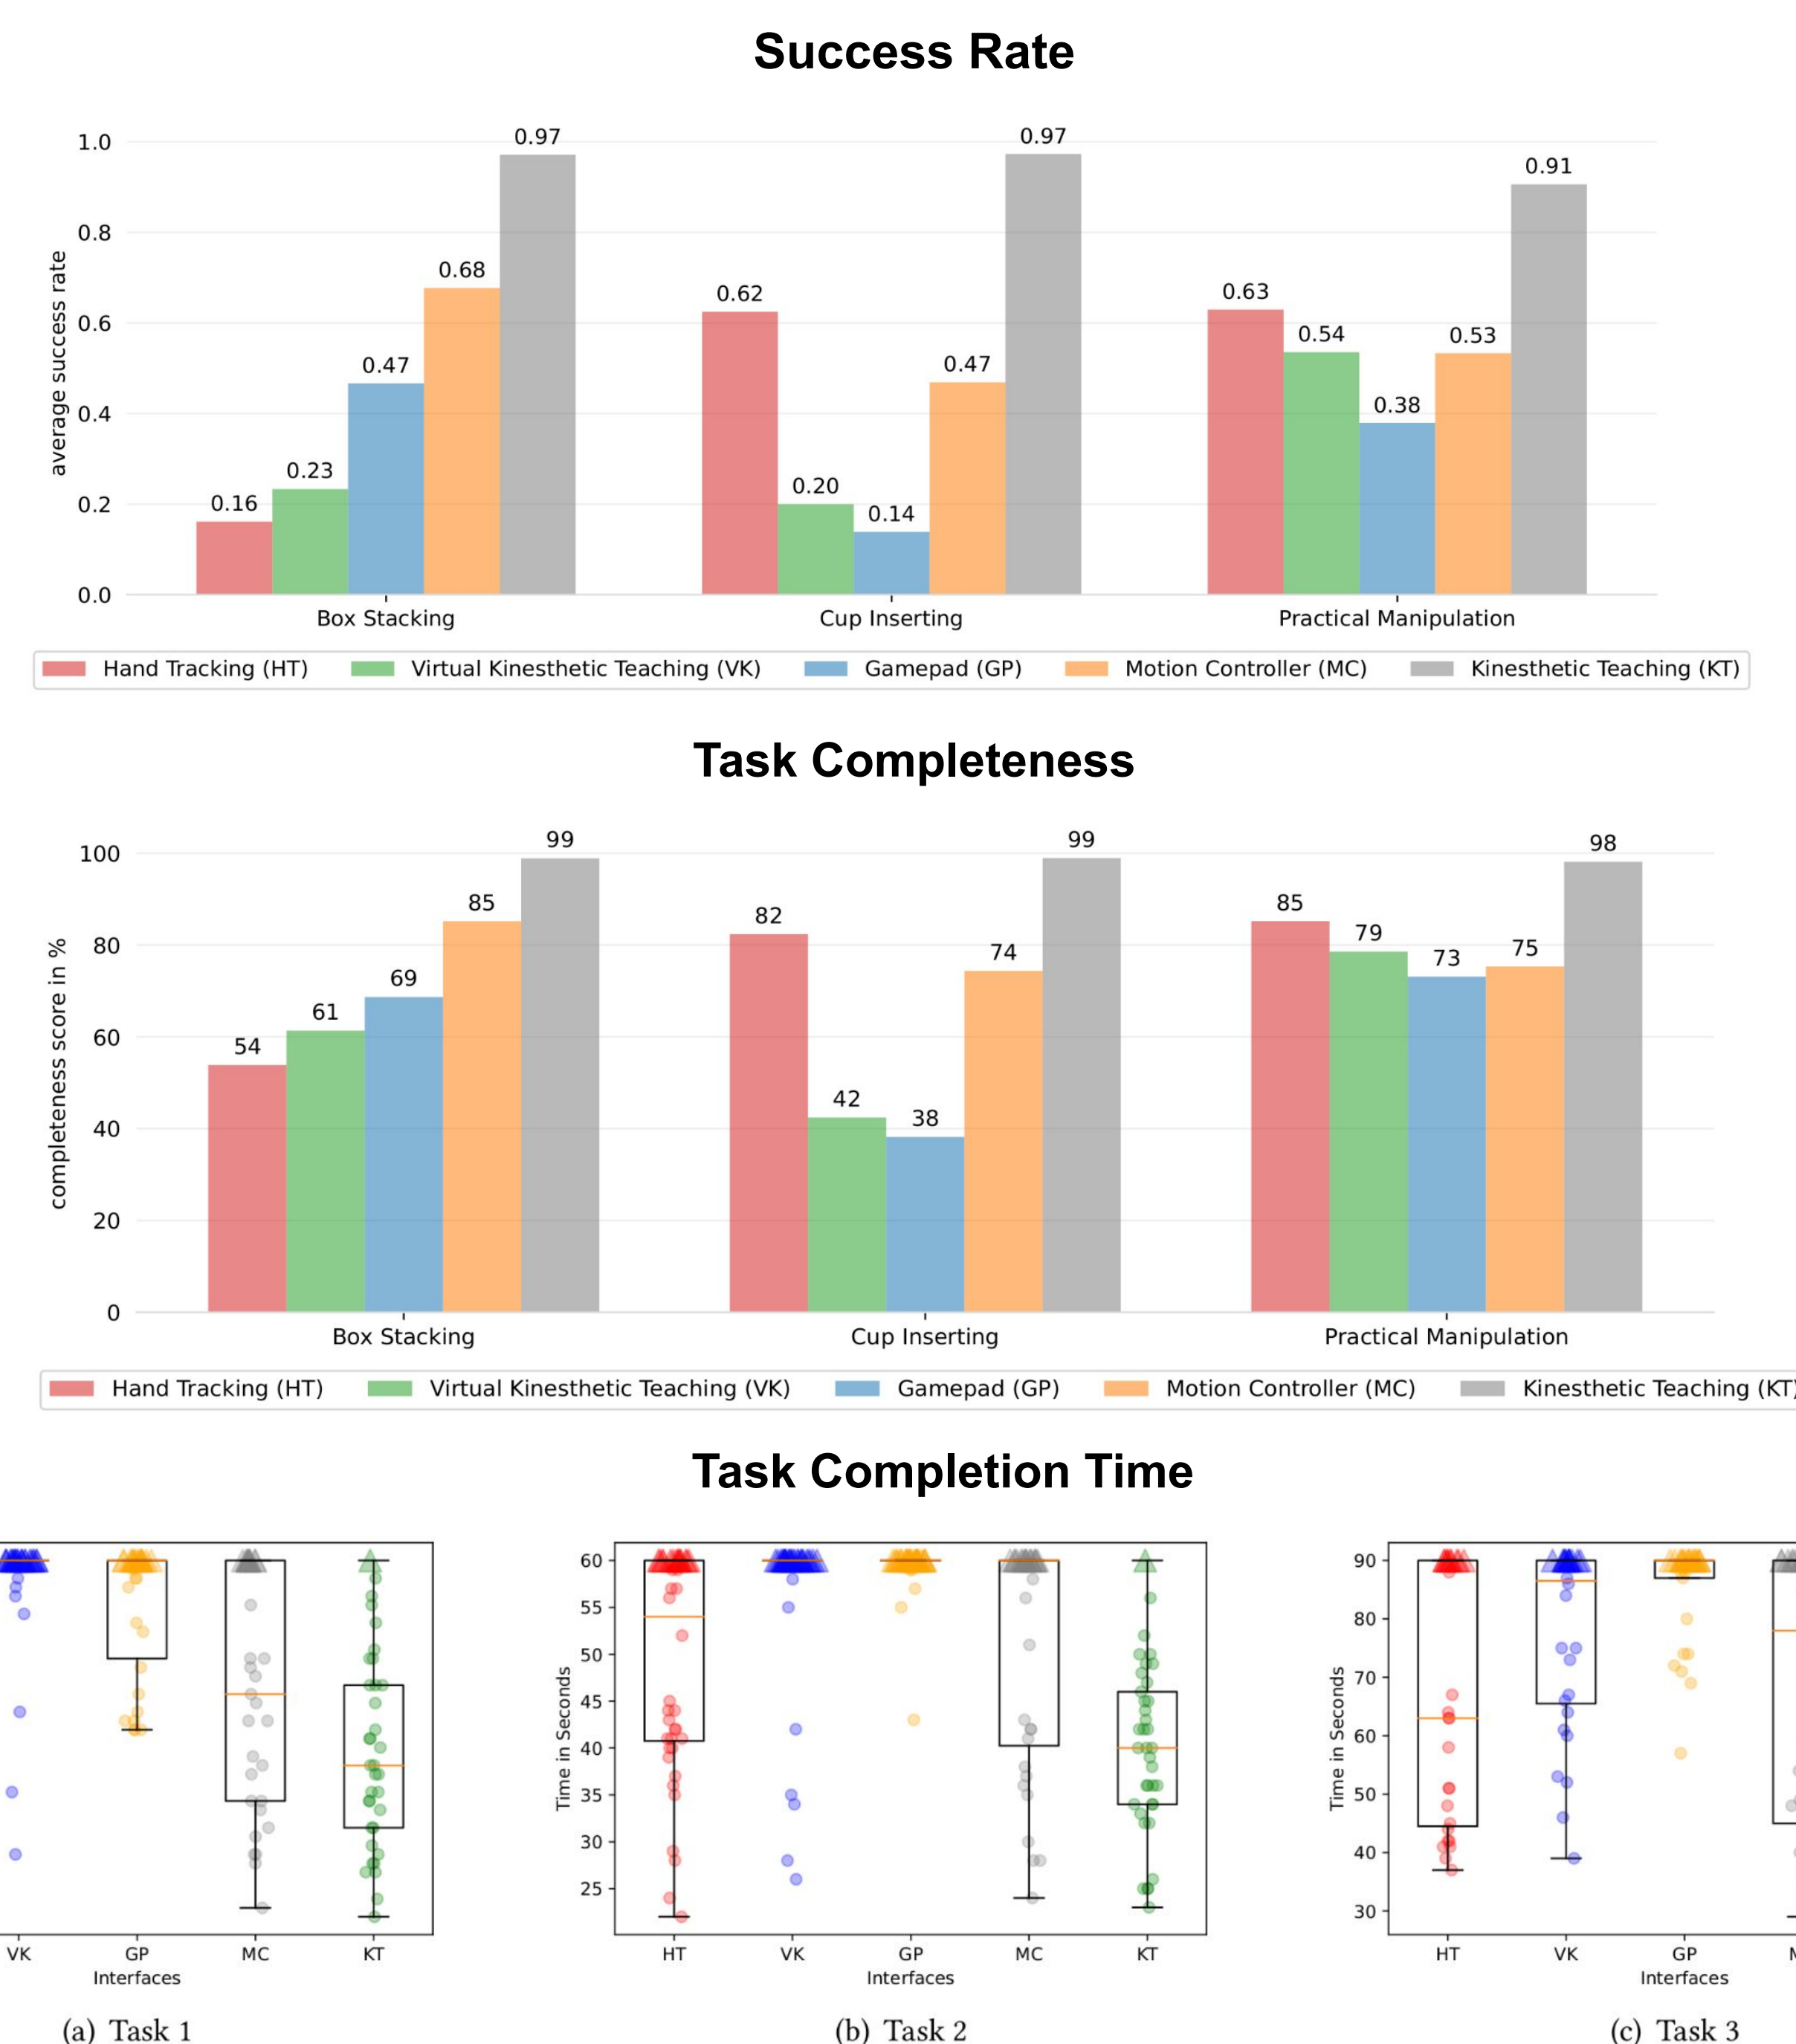 Success Rate
average success rate
1.0
0.8
0.6
0.4
0.2
0.0
0.16
0.23
0.47
0.68
0.97
0.62
0.20
0.14
0.47
0.97
0.63
0.54
0.38
0.53
0.91
Box Stacking
Cup Inserting
Practical Manipulation
Hand Tracking (HT)
Virtual Kinesthetic Teaching (VK)
Gamepad (GP)
Motion Controller (MC)
Kinesthetic Teaching (KT)
Task Completeness
completeness score in %
100
80
60
40
20
0
54
61
69
85
99
82
42
38
74
99
85
79
73
75
98
Box Stacking
Cup Inserting
Practical Manipulation
Hand Tracking (HT)
Virtual Kinesthetic Teaching (VK)
Gamepad (GP)
Motion Controller (MC)
Kinesthetic Teaching (KT)
Task Completion Time
VK
GP
MC
KT
Interfaces
(a) Task 1
Time in Seconds
60
55
50
45
40
35
30
25
HT
VK
GP
MC
KT
Interfaces
(b) Task 2
Time in Seconds
90
80
70
60
50
40
30
HT
VK
GP
Interfaces
(c) Task 3